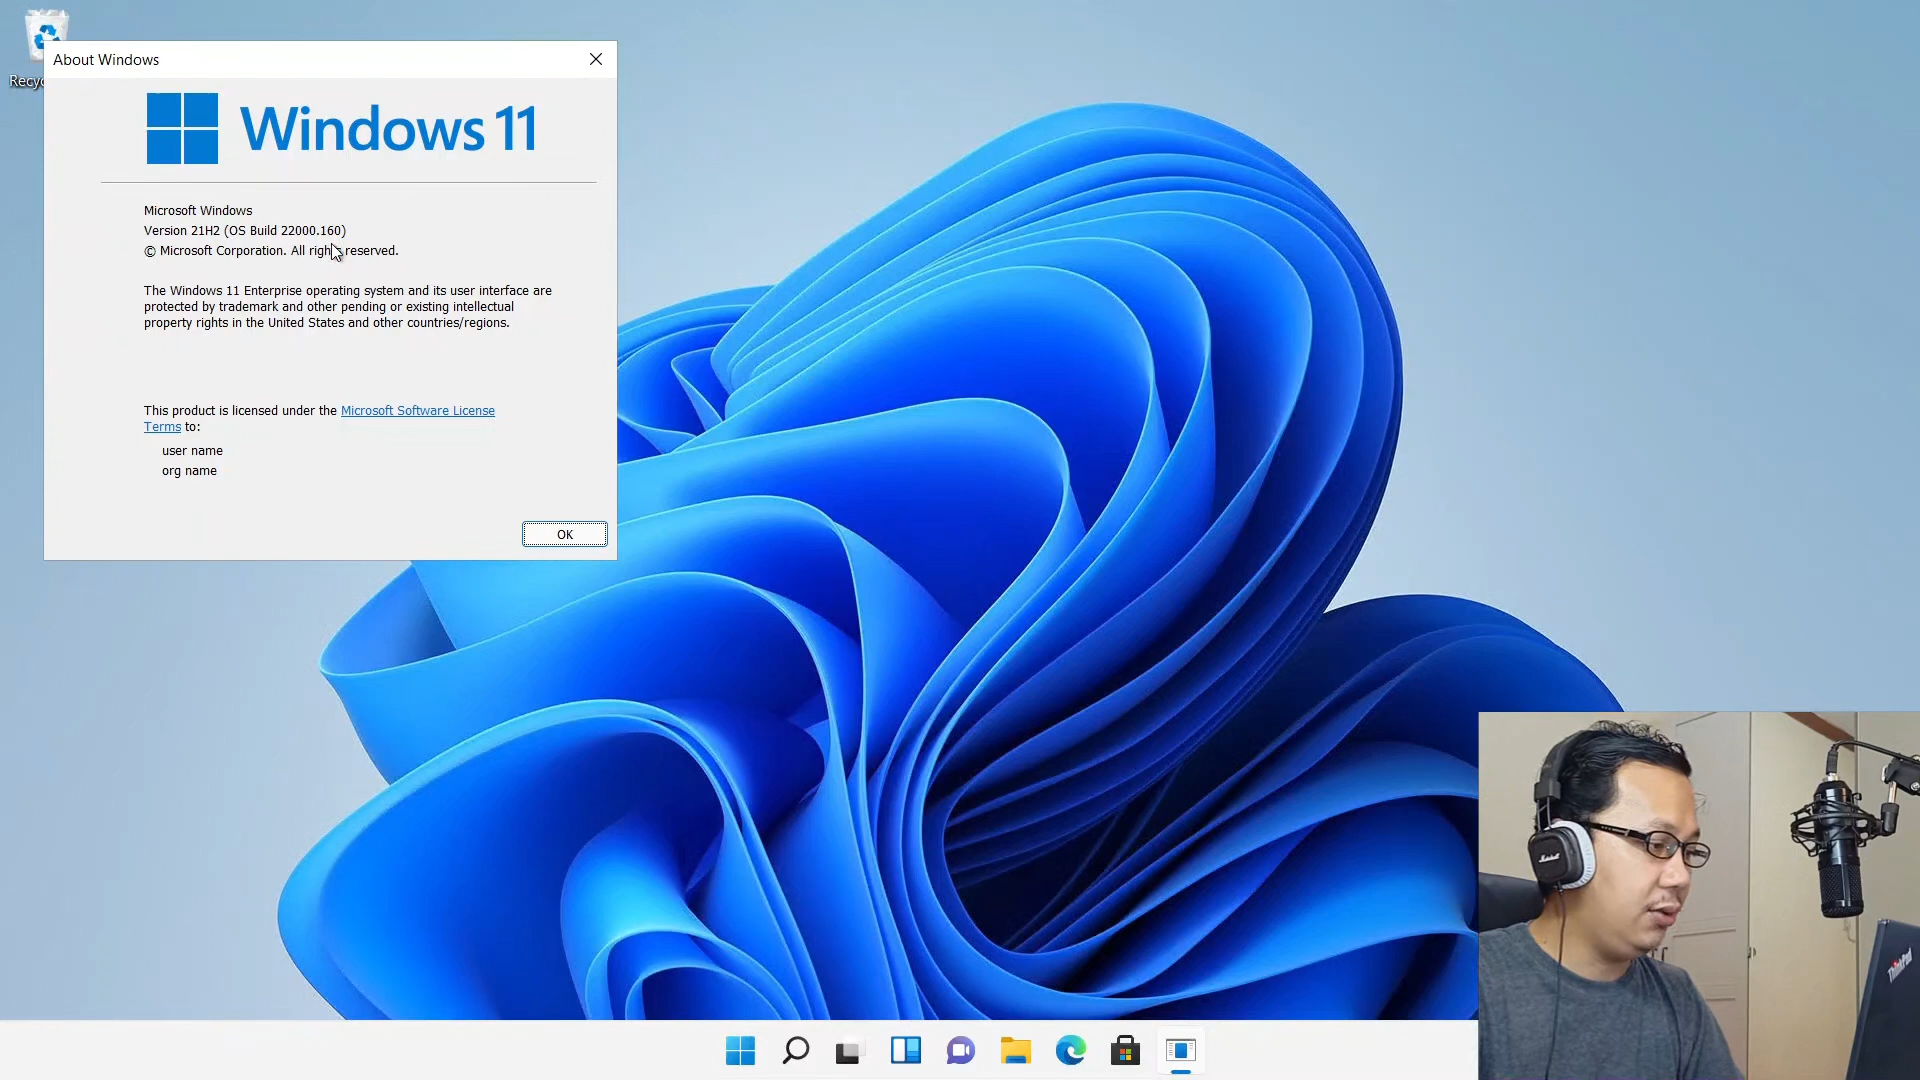 Recyc
About Windows
Windows 11
Microsoft Windows
Version 21H2 (OS Build 22000.160)
© Microsoft Corporation. All rights reserved.
The Windows 11 Enterprise operating system and its user interface are
protected by trademark and other pending or existing intellectual
property rights in the United States and other countries/regions.
This product is licensed under the Microsoft Software License
Terms to:
user name
org name
OK
Marshall
ThinkPad